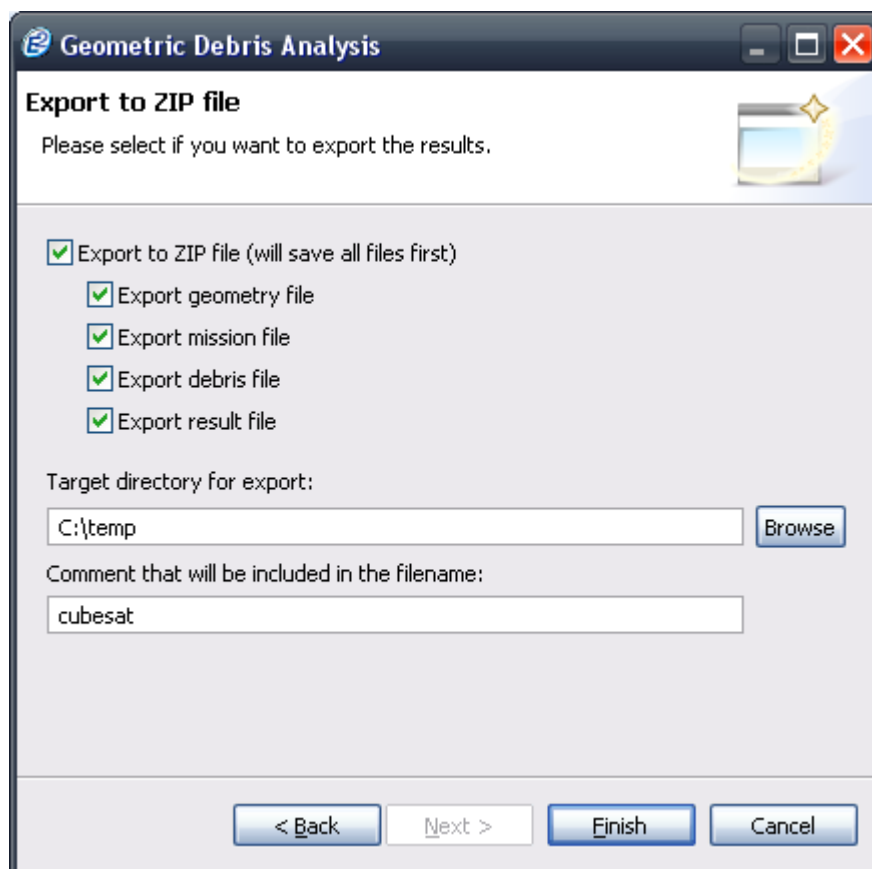 Geometric Debris Analysis
Export to ZIP file
Please select if you want to export the results.
Export to ZIP file (will save all files first)
Export geometry file
Export mission file
Export debris file
Export result file
Target directory for export:
C:\temp
Browse
Comment that will be included in the filename:
cubesat
< Back
Next >
Finish
Cancel